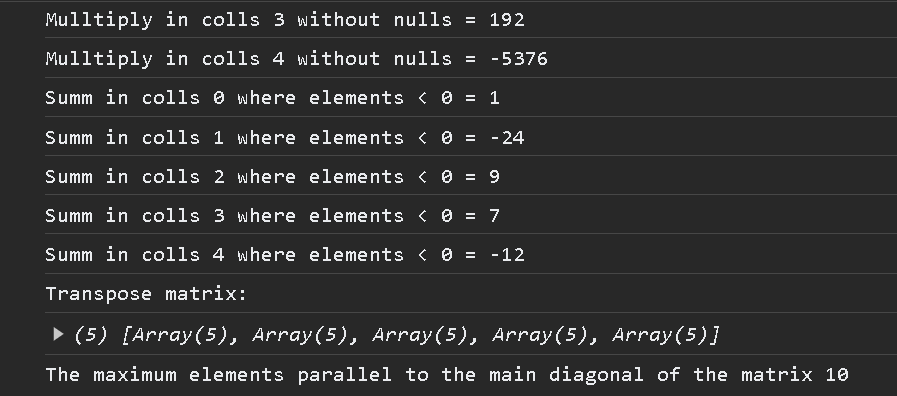 Mulltiply in colls 3 without nulls = 192
Mulltiply in colls 4 without nulls = -5376
Summ in colls 0 where elements < 0 = 1
Summ in colls 1 where elements < 0 = -24
Summ in colls 2 where elements < 0 = 9
Summ in colls 3 where elements < 0 = 7
Summ in colls 4 where elements < 0 = -12
Transpose matrix:
▶ (5) [Array(5), Array(5), Array(5), Array(5), Array(5)]
The maximum elements parallel to the main diagonal of the matrix 10